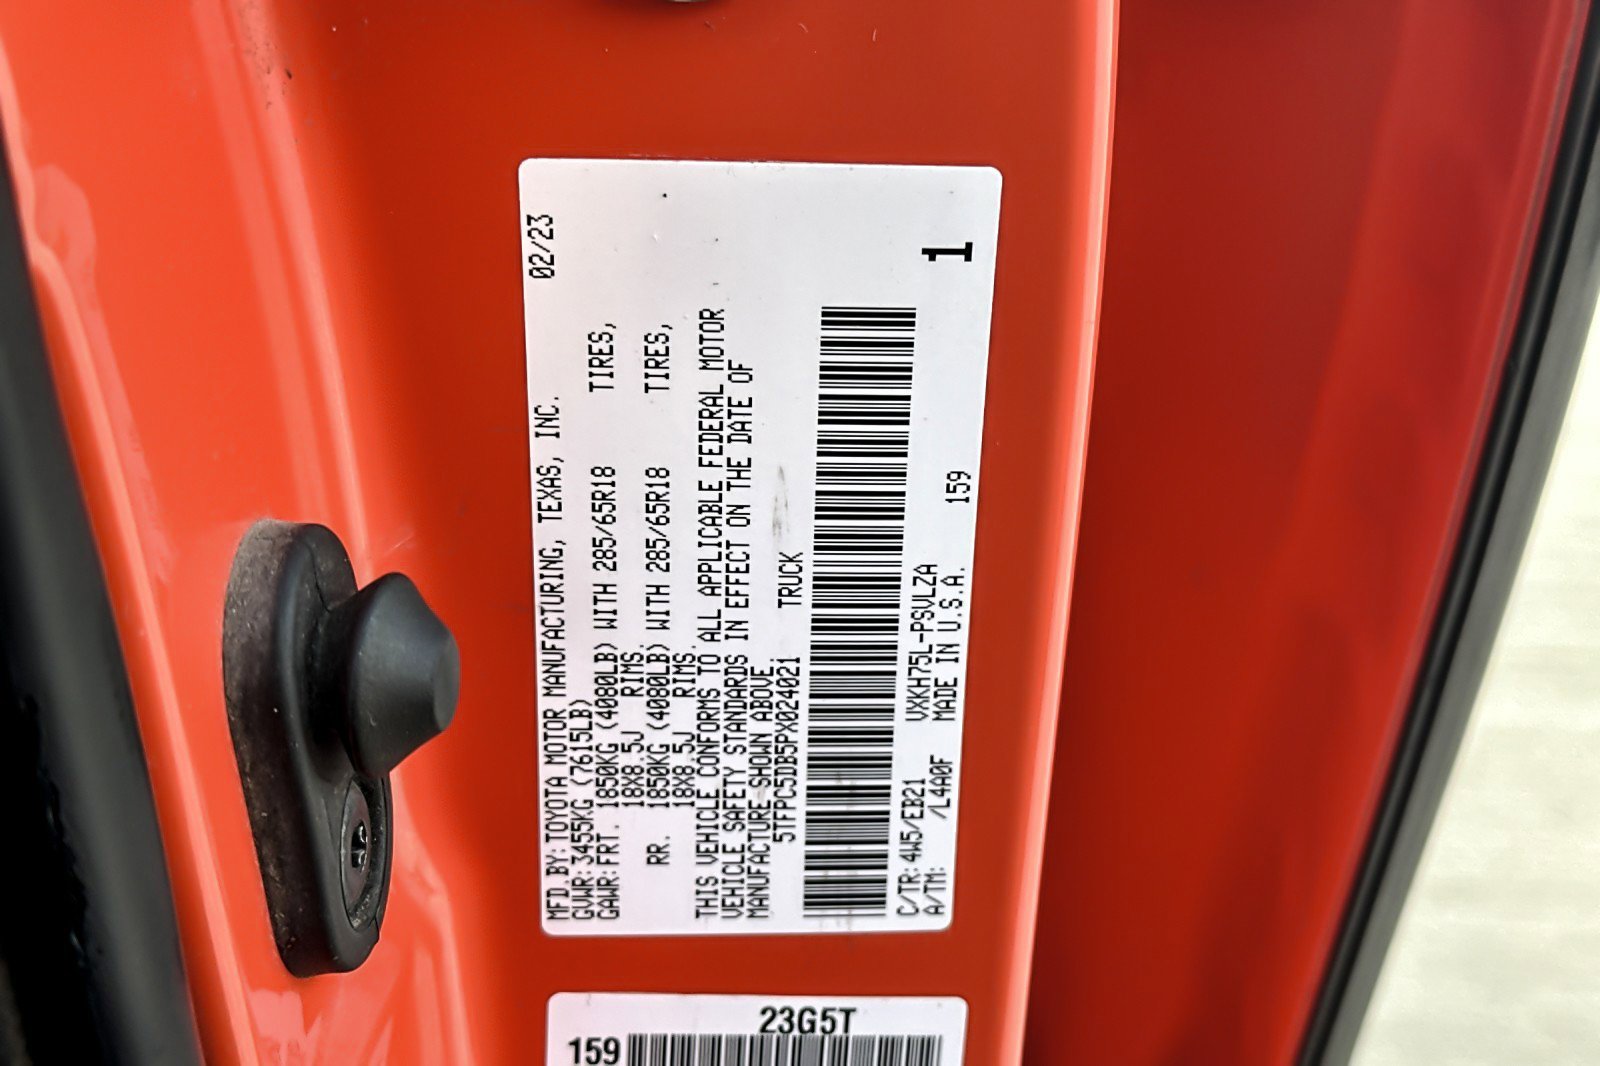 MFD.BY:TOYOTA MOTOR MANUFACTURING, TEXAS, INC. 02/23
GVWR:3455KG (7615LB)
GAWR:FRT. 1850KG (4080LB) WITH 285/65R18 TIRES,
18X8.5J RIMS.
RR. 1850KG (4080LB) WITH 285/65R18 TIRES,
18X8.5J RIMS.
THIS VEHICLE CONFORMS TO ALL APPLICABLE FEDERAL MOTOR
VEHICLE SAFETY STANDARDS IN EFFECT ON THE DATE OF
MANUFACTURE SHOWN ABOVE.
5TFPC5DB5PX024021 TRUCK
C/TR:4W5/EB21 VXKH75L-PSVLZA 1
A/TM: /L4A0F MADE IN U.S.A. 159
23G5T
159